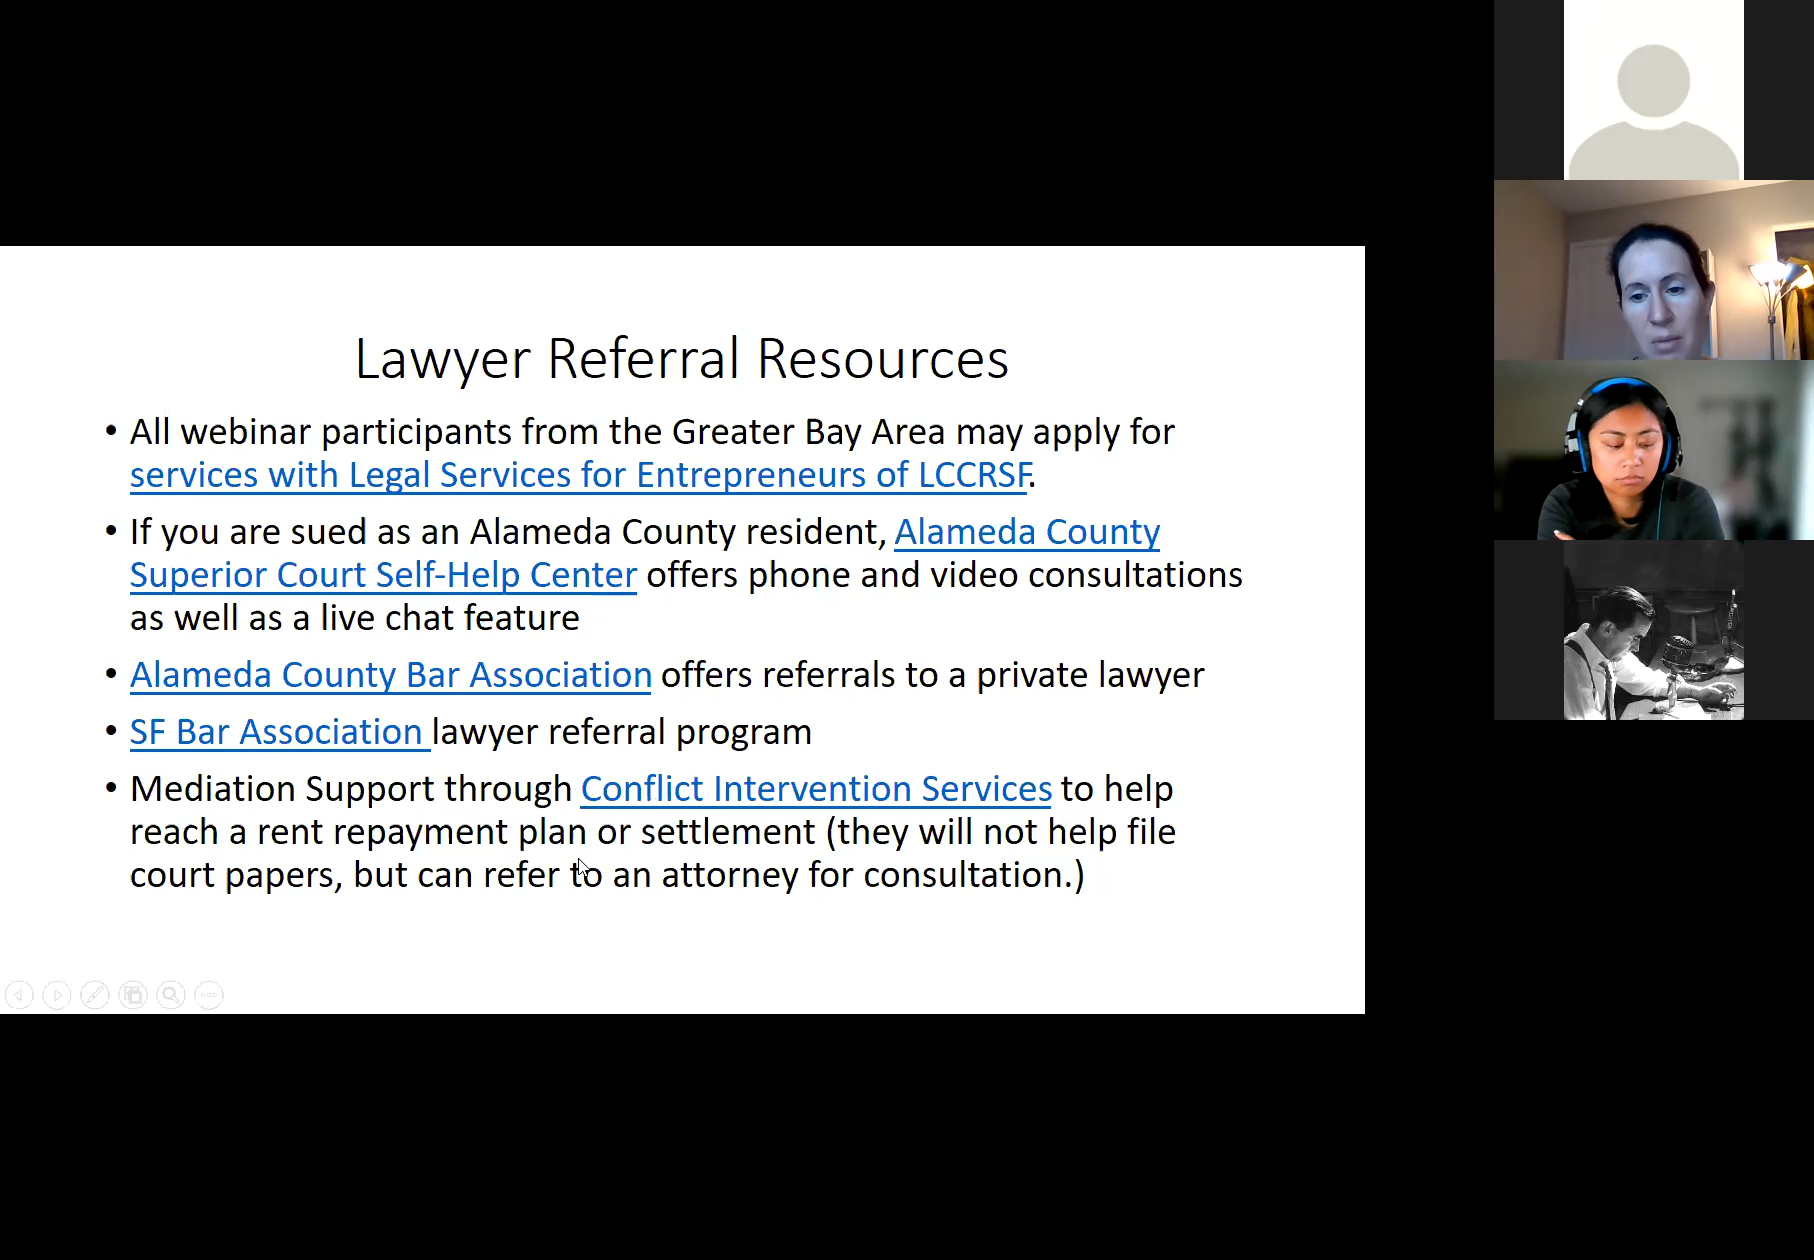 Lawyer Referral Resources
• All webinar participants from the Greater Bay Area may apply for
services with Legal Services for Entrepreneurs of LCCRSF.
• If you are sued as an Alameda County resident, Alameda County
Superior Court Self-Help Center offers phone and video consultations
as well as a live chat feature
• Alameda County Bar Association offers referrals to a private lawyer
• SF Bar Association lawyer referral program
• Mediation Support through Conflict Intervention Services to help
reach a rent repayment plan or settlement (they will not help file
court papers, but can refer to an attorney for consultation.)